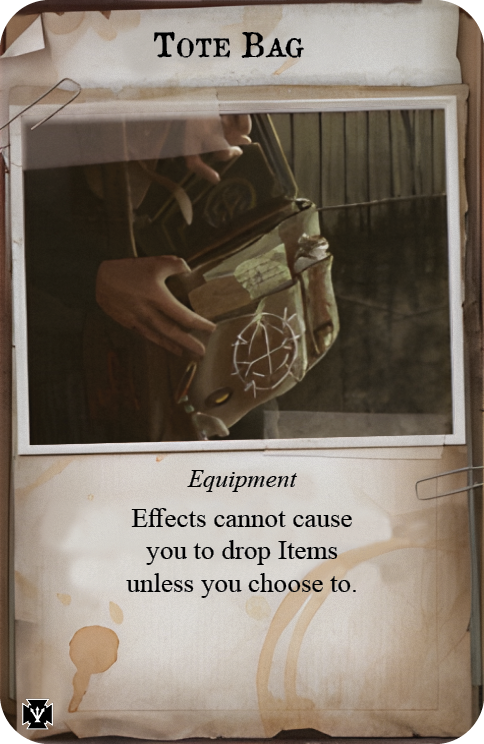 Tote Bag
Equipment
Effects cannot cause
you to drop Items
unless you choose to.